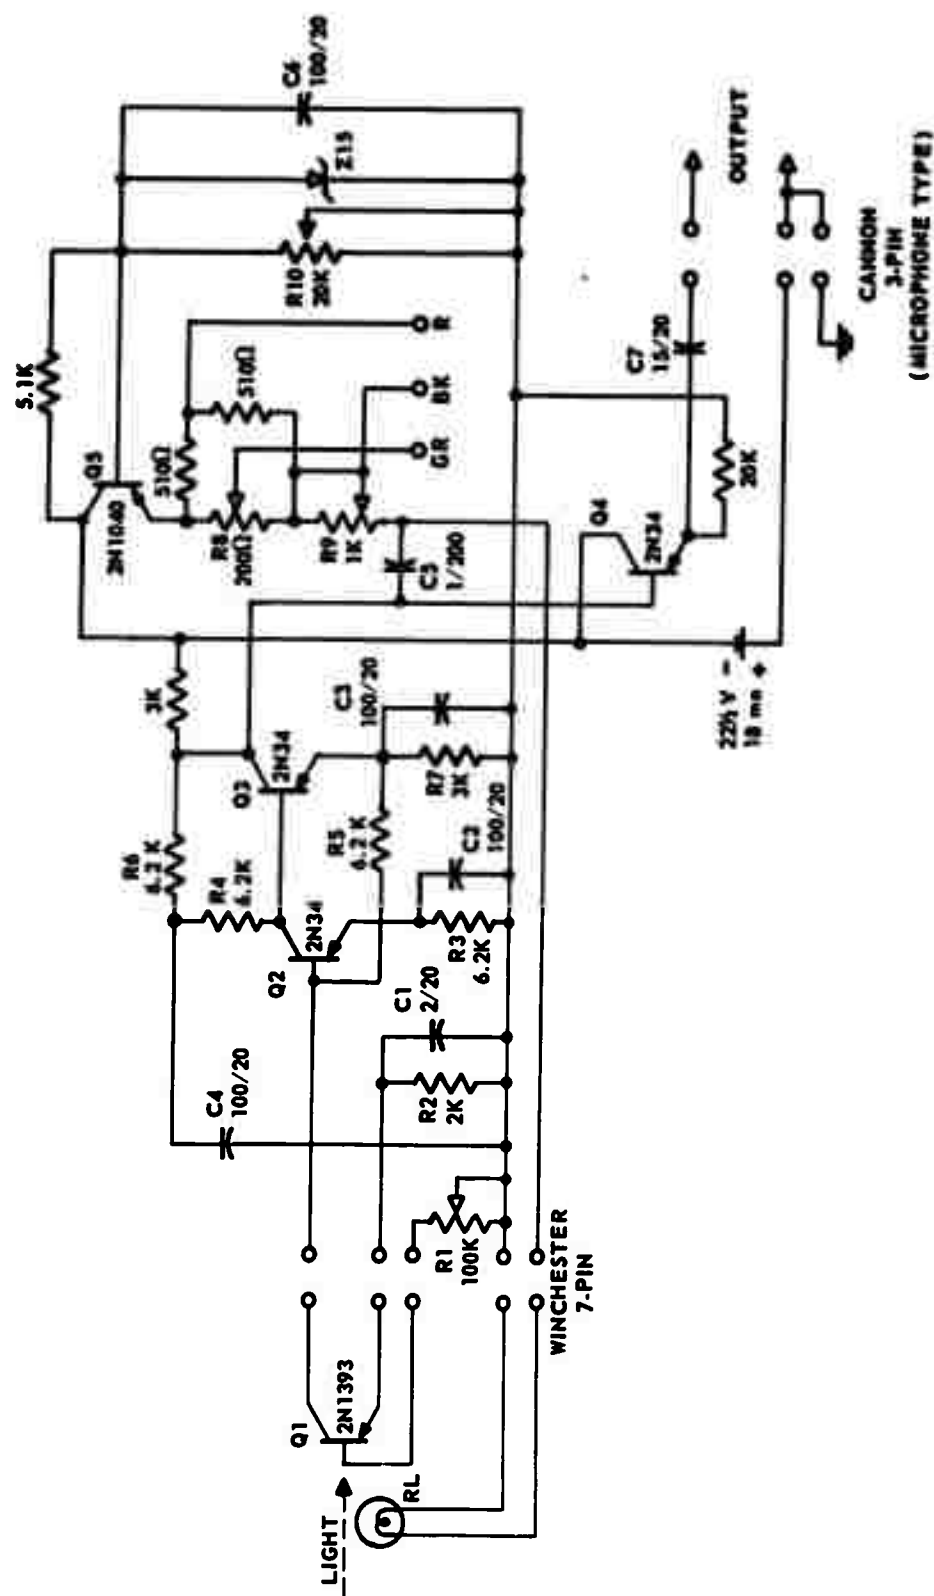 LIGHT
RL
Q1
2N1393
WINCHESTER
7-PIN
R1
100K
C4
100/20
R2
2K
C1
2/20
Q2
2N34
R3
6.2K
C2
100/20
R4
6.2K
R6
6.2 K
R5
6.2 K
Q3
2N34
R7
3K
C3
100/20
3K
22½ V -
18 ma +
Q5
2N1040
5.1K
510Ω
510Ω
R8
200Ω
R9
1K
C5
1/200
GR
BK
R
R10
20K
Z15
C6
100/20
Q4
2N34
20K
C7
15/20
OUTPUT
CANNON
3-PIN
(MICROPHONE TYPE)